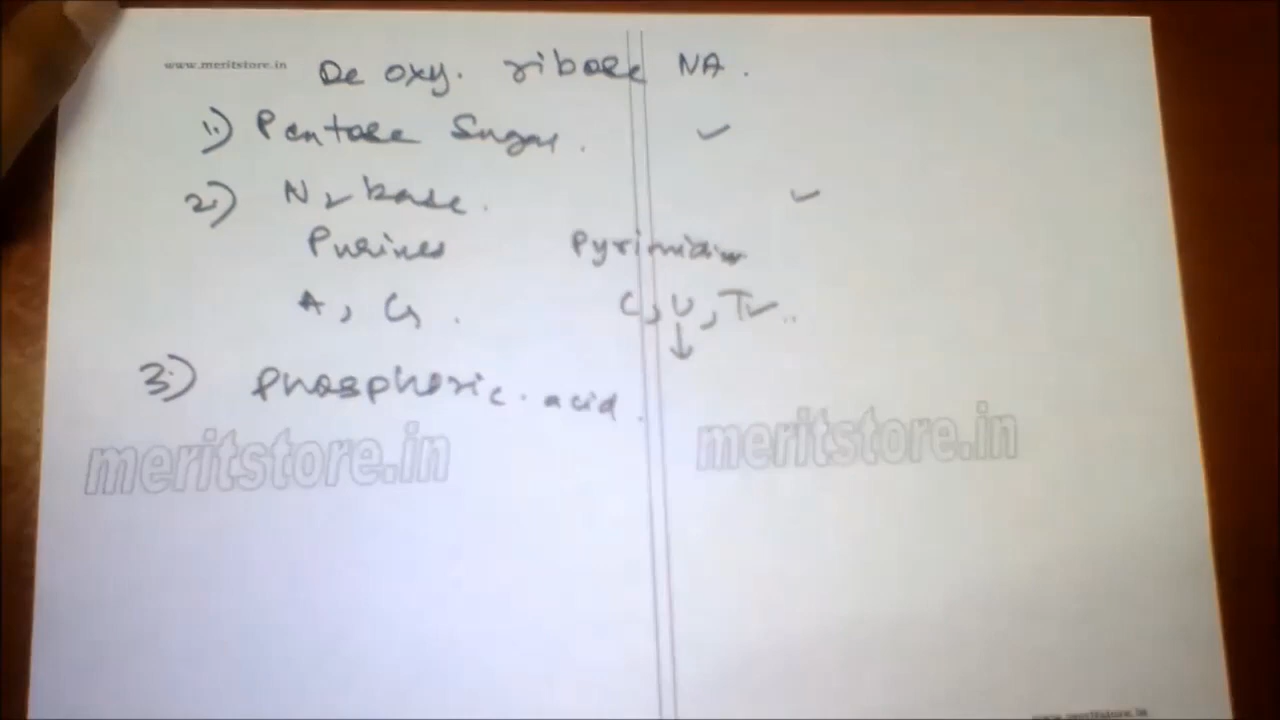 www.meritstore.in
De oxy. ribose NA.
1.) Pentose Sugar.
2.) N2 base.
Purines Pyrimidin
A, G. C, U, T
3.) Phosphoric. acid.
meritstore.in meritstore.in